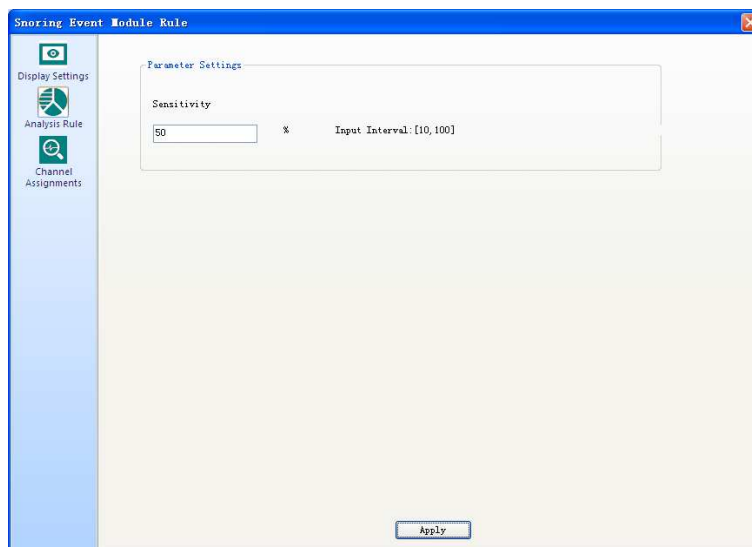 Snoring Event Module Rule
Display Settings
Analysis Rule
Channel
Assignments
Parameter Settings
Sensitivity
50 % Input Interval:[10,100]
Apply